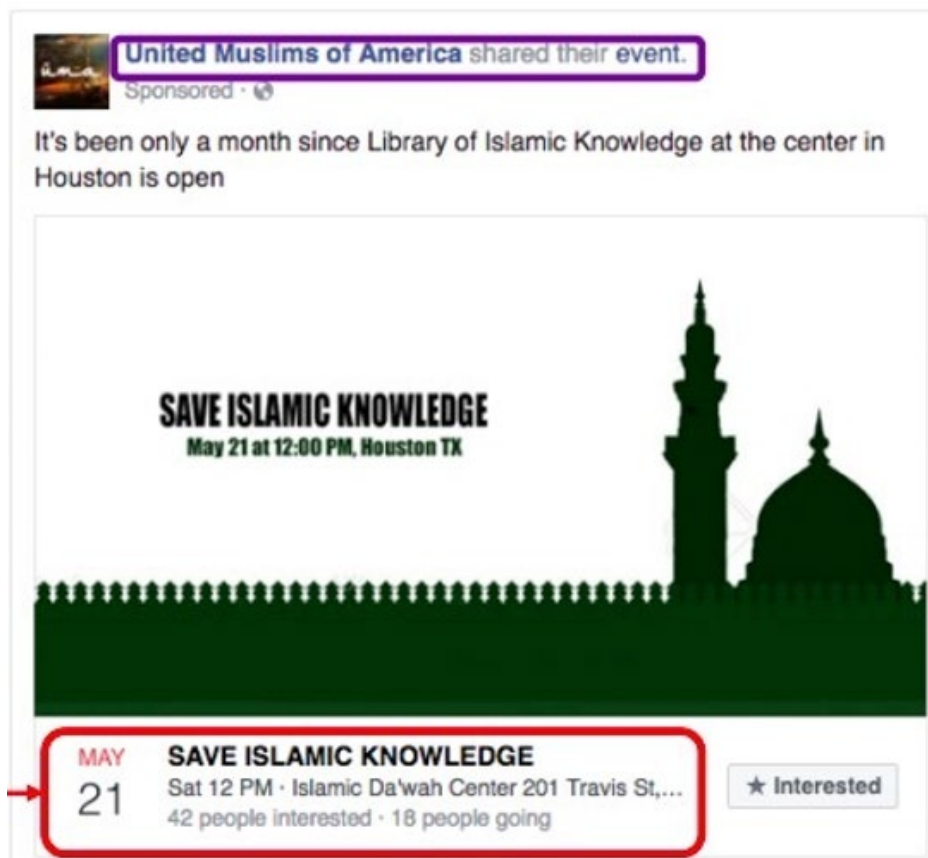 ūma
United Muslims of America shared their event.
Sponsored ·
It's been only a month since Library of Islamic Knowledge at the center in
Houston is open
SAVE ISLAMIC KNOWLEDGE
May 21 at 12:00 PM, Houston TX
MAY
21
SAVE ISLAMIC KNOWLEDGE
Sat 12 PM · Islamic Da'wah Center 201 Travis St,...
42 people interested · 18 people going
★ Interested